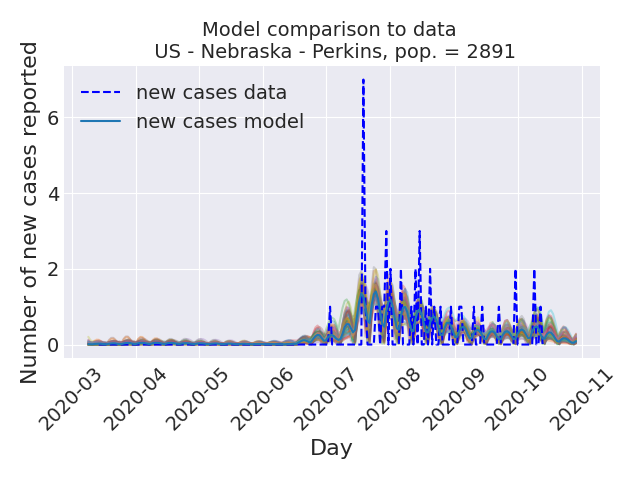 Model comparison to data
US - Nebraska - Perkins, pop. = 2891
new cases data
new cases model
Number of new cases reported
6
4
2
0
2020-03
2020-04
2020-05
2020-06
2020-07
2020-08
2020-09
2020-10
2020-11
Day